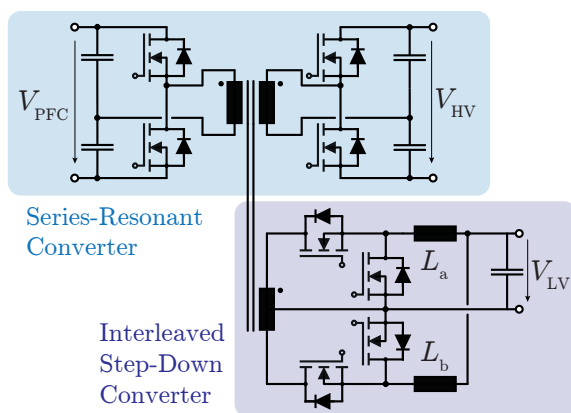 V_PFC
V_HV
Series-Resonant
Converter
L_a
V_LV
Interleaved
Step-Down
Converter
L_b